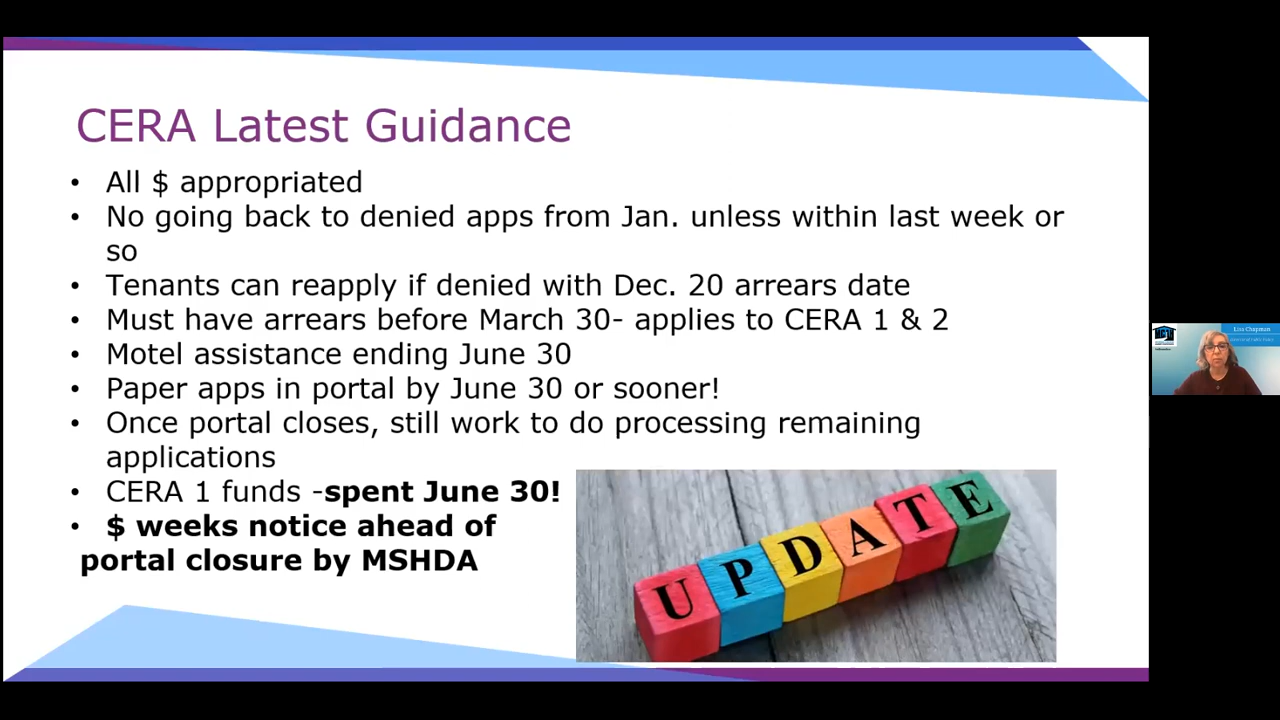 CERA Latest Guidance
• All $ appropriated
• No going back to denied apps from Jan. unless within last week or
so
• Tenants can reapply if denied with Dec. 20 arrears date
• Must have arrears before March 30- applies to CERA 1 & 2
• Motel assistance ending June 30
• Paper apps in portal by June 30 or sooner!
• Once portal closes, still work to do processing remaining
applications
• CERA 1 funds -spent June 30!
• $ weeks notice ahead of
portal closure by MSHDA
UPDATE
Lisa Chapman